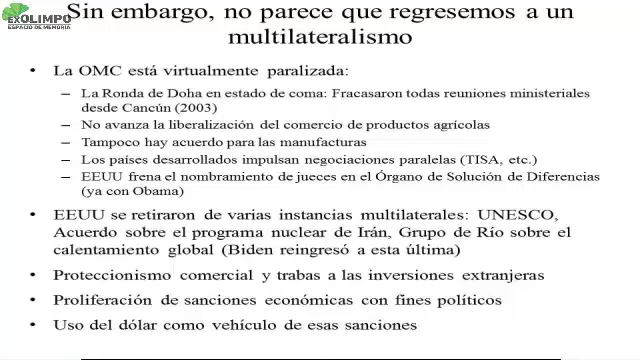 exOLIMPO
ESPACIO DE MEMORIA
Sin embargo, no parece que regresemos a un
multilateralismo
• La OMC está virtualmente paralizada:
– La Ronda de Doha en estado de coma: Fracasaron todas reuniones ministeriales
desde Cancún (2003)
– No avanza la liberalización del comercio de productos agrícolas
– Tampoco hay acuerdo para las manufacturas
– Los países desarrollados impulsan negociaciones paralelas (TISA, etc.)
– EEUU frena el nombramiento de jueces en el Órgano de Solución de Diferencias
(ya con Obama)
• EEUU se retiraron de varias instancias multilaterales: UNESCO,
Acuerdo sobre el programa nuclear de Irán, Grupo de Río sobre el
calentamiento global (Biden reingresó a esta última)
• Proteccionismo comercial y trabas a las inversiones extranjeras
• Proliferación de sanciones económicas con fines políticos
• Uso del dólar como vehículo de esas sanciones